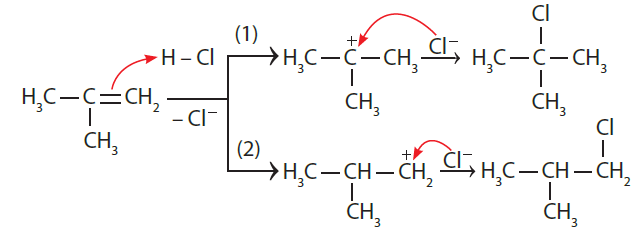 Cl
(1)
H – Cl
H₃C – C⁺ – CH₃ Cl⁻ H₃C – C – CH₃
CH₃ CH₃
H₃C – C = CH₂
– Cl⁻
CH₃
Cl
(2)
H₃C – CH – C⁺H₂ Cl⁻ H₃C – CH – CH₂
CH₃ CH₃